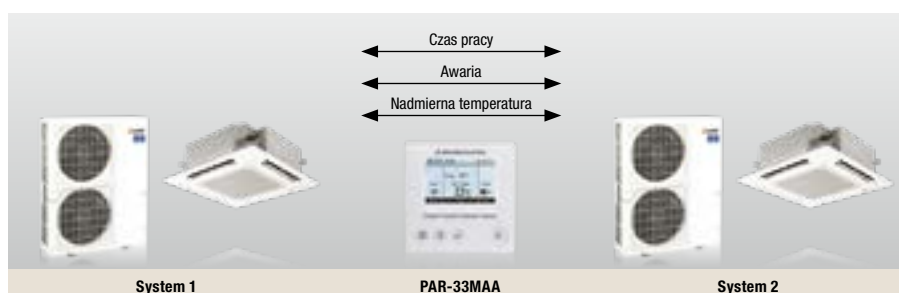 Czas pracy
Awaria
Nadmierna temperatura
System 1
PAR-33MAA
System 2